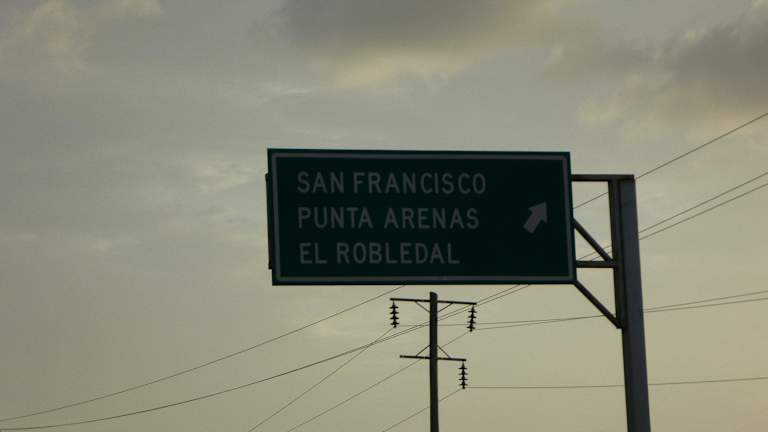 SAN FRANCISCO
PUNTA ARENAS
EL ROBLEDAL